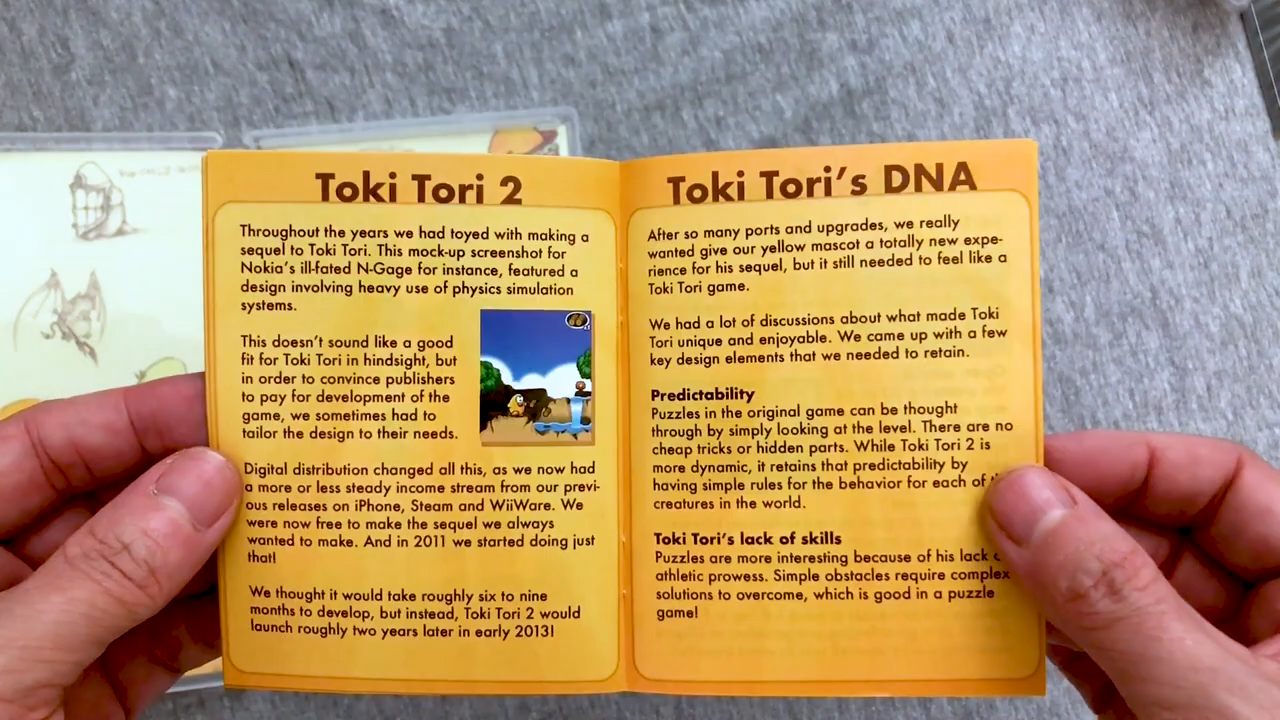 Toki Tori 2
Throughout the years we had toyed with making a
sequel to Toki Tori. This mock-up screenshot for
Nokia's ill-fated N-Gage for instance, featured a
design involving heavy use of physics simulation
systems.
This doesn't sound like a good
fit for Toki Tori in hindsight, but
in order to convince publishers
to pay for development of the
game, we sometimes had to
tailor the design to their needs.
Digital distribution changed all this, as we now had
a more or less steady income stream from our previ-
ous releases on iPhone, Steam and WiiWare. We
were now free to make the sequel we always
wanted to make. And in 2011 we started doing just
that!
We thought it would take roughly six to nine
months to develop, but instead, Toki Tori 2 would
launch roughly two years later in early 2013!
Toki Tori's DNA
After so many ports and upgrades, we really
wanted give our yellow mascot a totally new expe-
rience for his sequel, but it still needed to feel like a
Toki Tori game.
We had a lot of discussions about what made Toki
Tori unique and enjoyable. We came up with a few
key design elements that we needed to retain.
Predictability
Puzzles in the original game can be thought
through by simply looking at the level. There are no
cheap tricks or hidden parts. While Toki Tori 2 is
more dynamic, it retains that predictability by
having simple rules for the behavior for each of
creatures in the world.
Toki Tori's lack of skills
Puzzles are more interesting because of his lack
athletic prowess. Simple obstacles require complex
solutions to overcome, which is good in a puzzle
game!